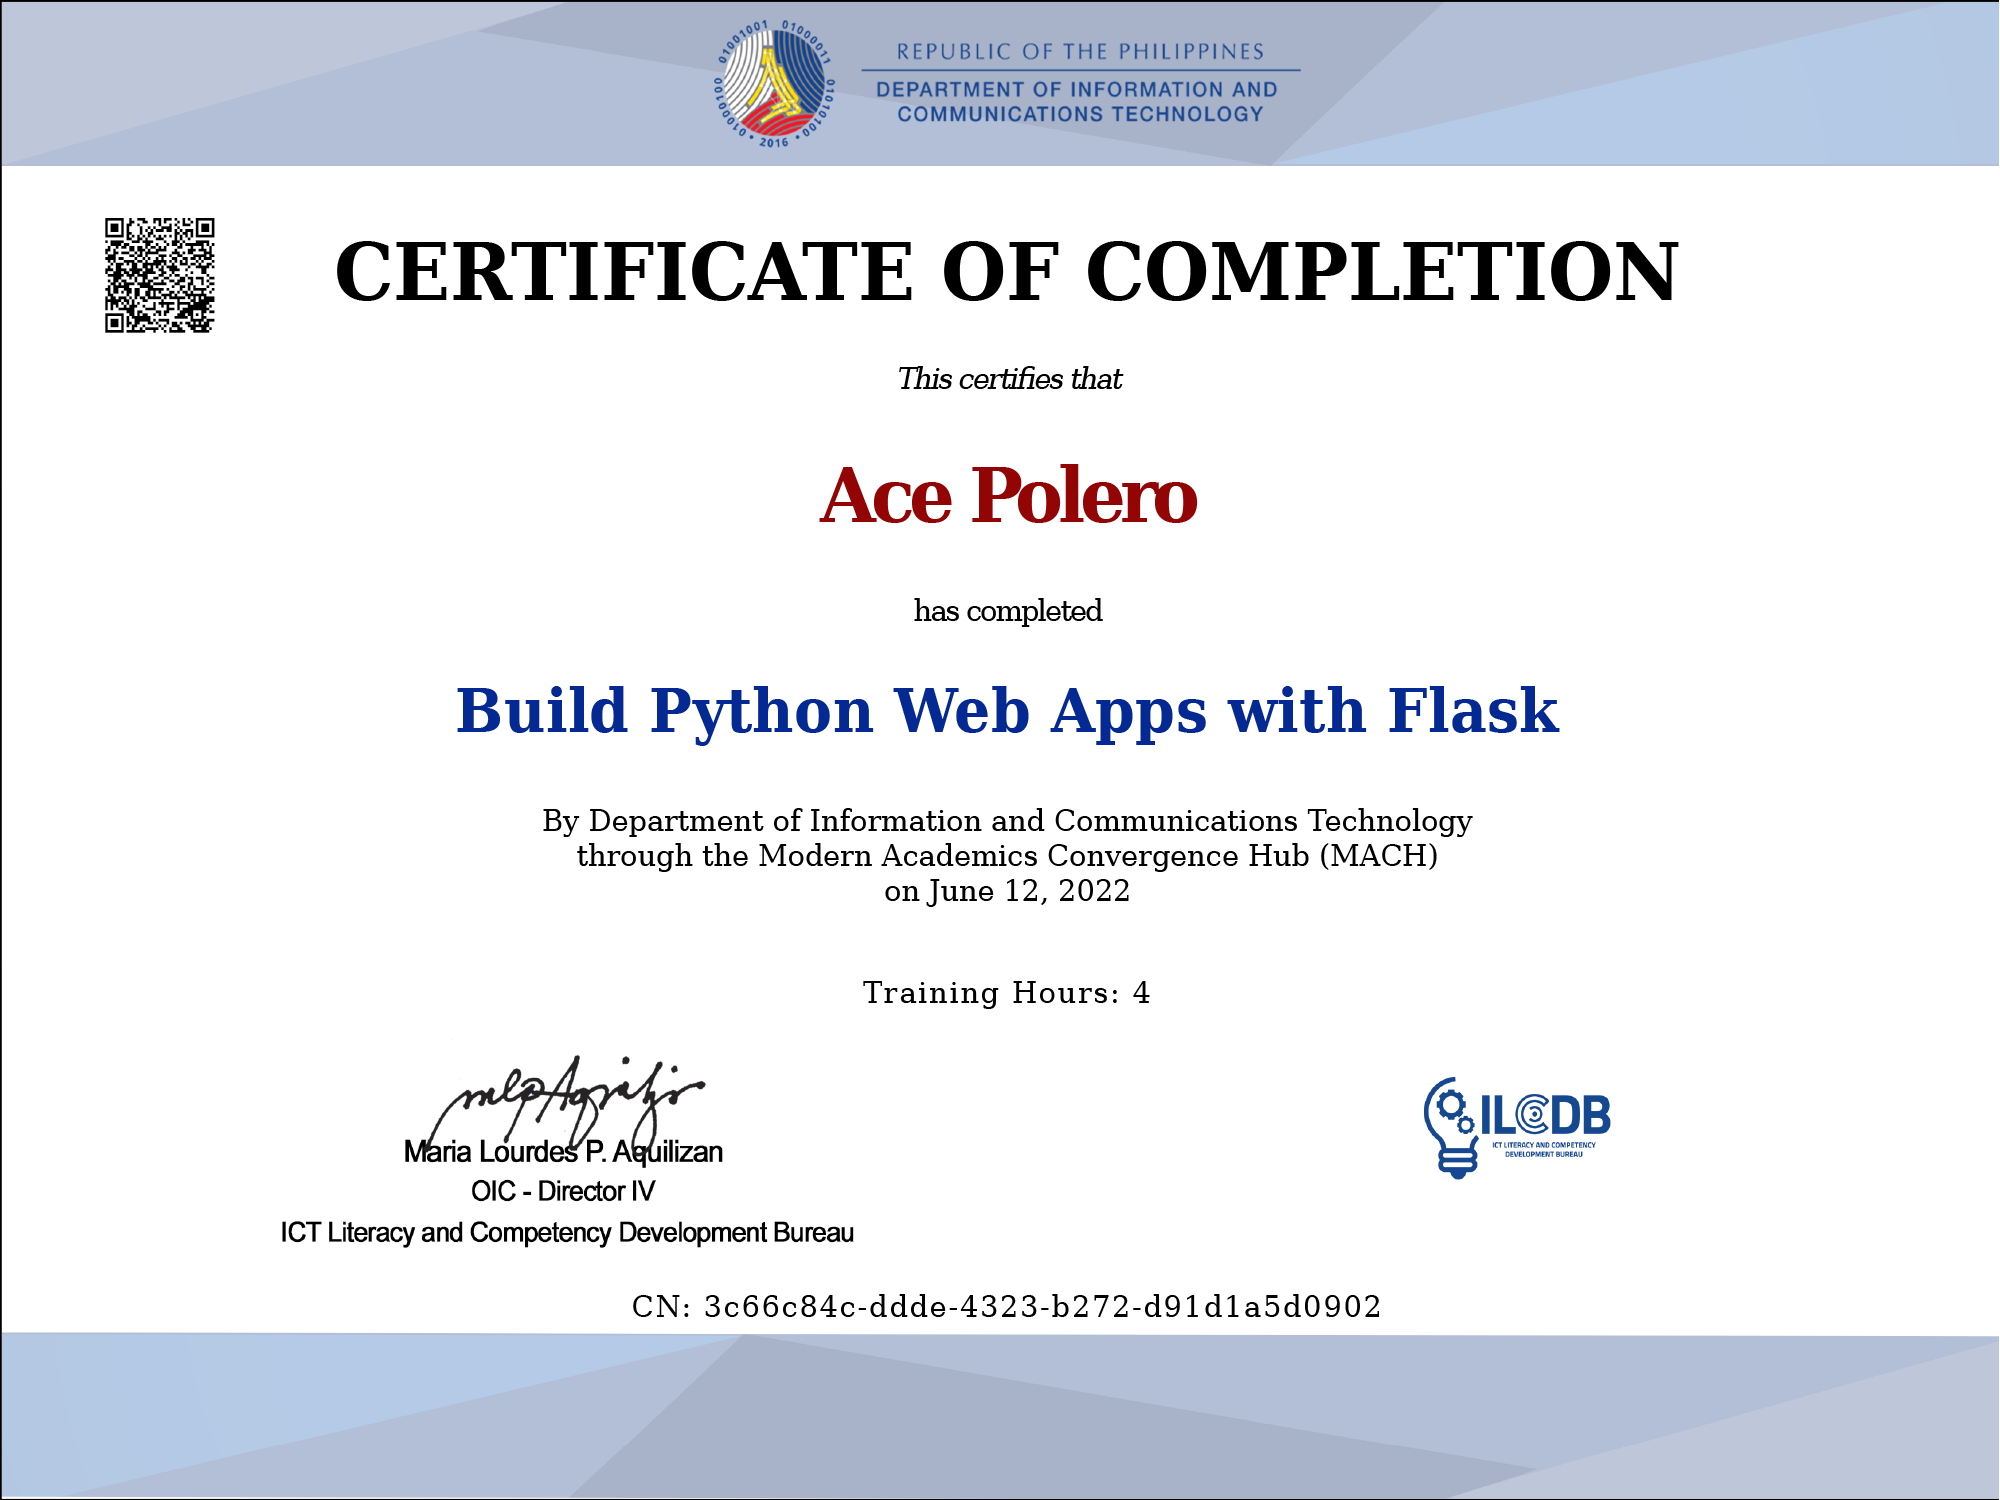 01001001 01000011 01010100 01000100 • 2016 •
REPUBLIC OF THE PHILIPPINES
DEPARTMENT OF INFORMATION AND
COMMUNICATIONS TECHNOLOGY
CERTIFICATE OF COMPLETION
This certifies that
Ace Polero
has completed
Build Python Web Apps with Flask
By Department of Information and Communications Technology
through the Modern Academics Convergence Hub (MACH)
on June 12, 2022
Training Hours: 4
Maria Lourdes P. Aquilizan
OIC - Director IV
ICT Literacy and Competency Development Bureau
ILCDB
ICT LITERACY AND COMPETENCY
DEVELOPMENT BUREAU
CN: 3c66c84c-ddde-4323-b272-d91d1a5d0902